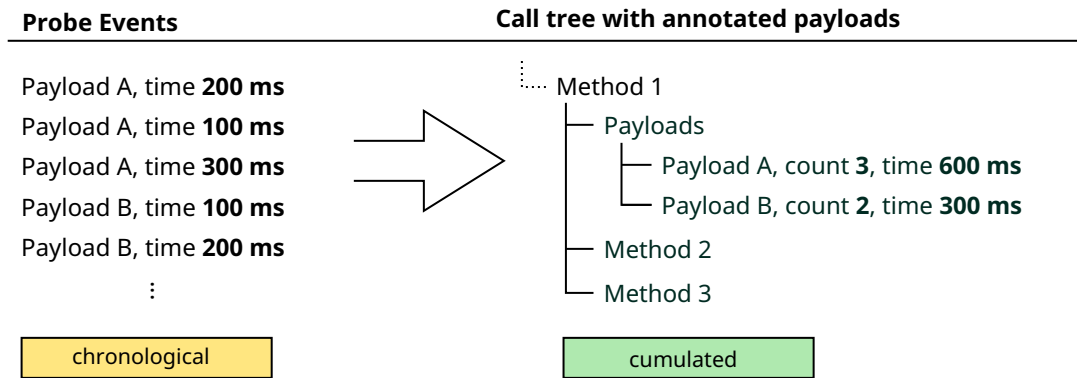 Probe Events
Call tree with annotated payloads
Payload A, time 200 ms
Payload A, time 100 ms
Payload A, time 300 ms
Payload B, time 100 ms
Payload B, time 200 ms
⋮
chronological
Method 1
Payloads
Payload A, count 3, time 600 ms
Payload B, count 2, time 300 ms
Method 2
Method 3
cumulated